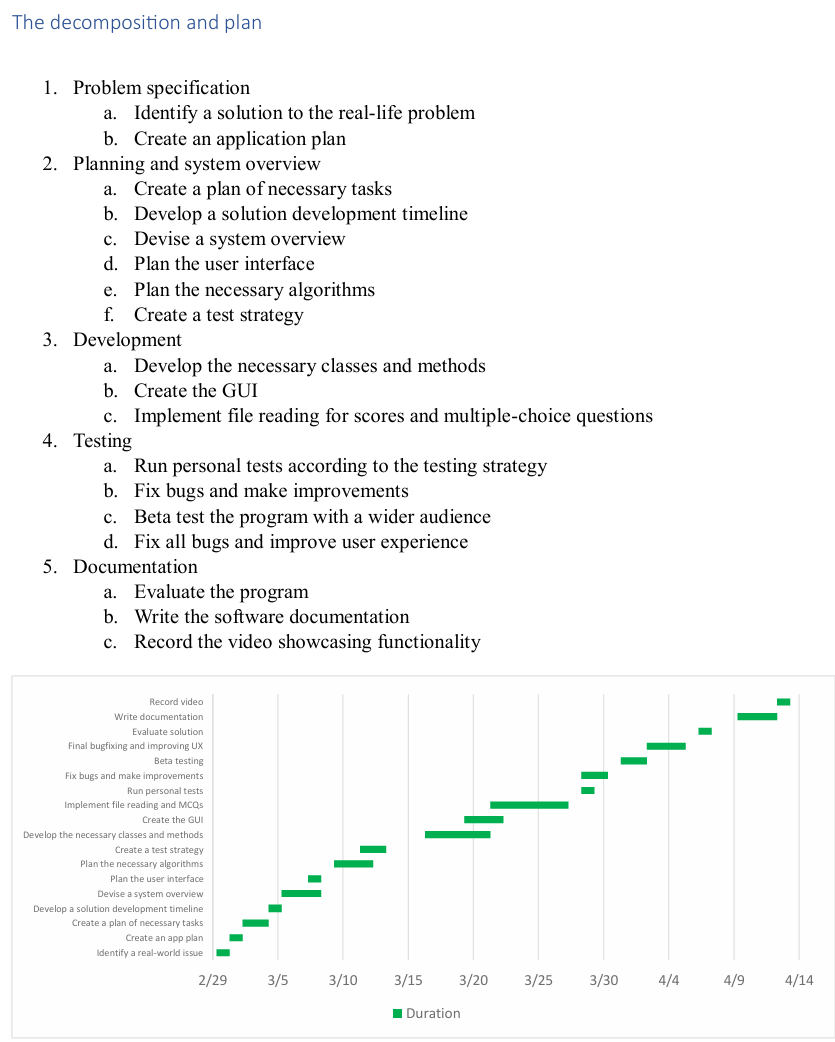 The decomposition and plan
1. Problem specification
a. Identify a solution to the real-life problem
b. Create an application plan
2. Planning and system overview
a. Create a plan of necessary tasks
b. Develop a solution development timeline
c. Devise a system overview
d. Plan the user interface
e. Plan the necessary algorithms
f. Create a test strategy
3. Development
a. Develop the necessary classes and methods
b. Create the GUI
c. Implement file reading for scores and multiple-choice questions
4. Testing
a. Run personal tests according to the testing strategy
b. Fix bugs and make improvements
c. Beta test the program with a wider audience
d. Fix all bugs and improve user experience
5. Documentation
a. Evaluate the program
b. Write the software documentation
c. Record the video showcasing functionality
Record video
Write documentation
Evaluate solution
Final bugfixing and improving UX
Beta testing
Fix bugs and make improvements
Run personal tests
Implement file reading and MCQs
Create the GUI
Develop the necessary classes and methods
Create a test strategy
Plan the necessary algorithms
Plan the user interface
Devise a system overview
Develop a solution development timeline
Create a plan of necessary tasks
Create an app plan
Identify a real-world issue
2/29 3/5 3/10 3/15 3/20 3/25 3/30 4/4 4/9 4/14
Duration